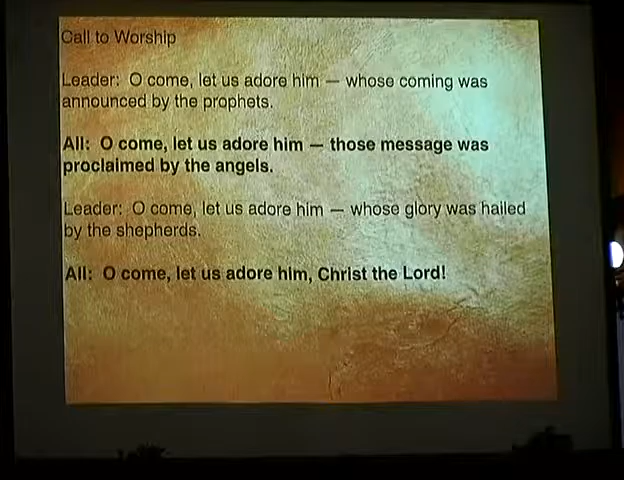 Call to Worship
Leader: O come, let us adore him — whose coming was
announced by the prophets.
All: O come, let us adore him — those message was
proclaimed by the angels.
Leader: O come, let us adore him — whose glory was hailed
by the shepherds.
All: O come, let us adore him, Christ the Lord!